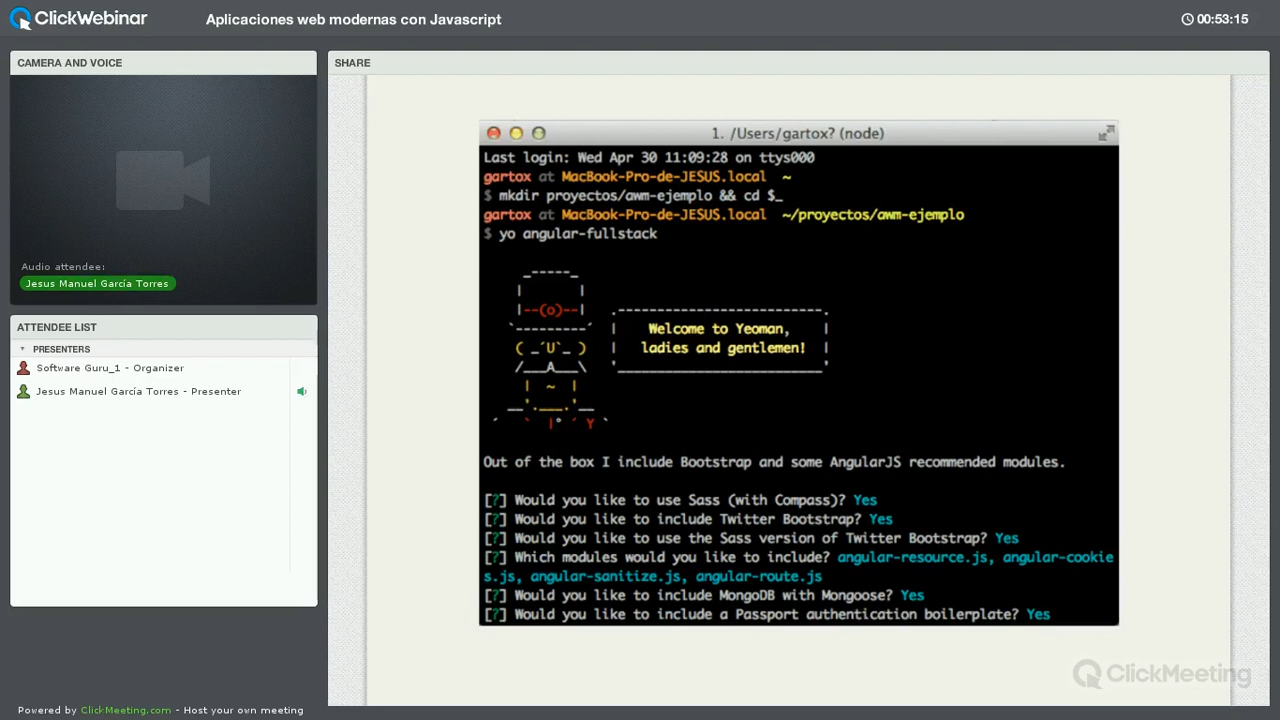 ClickWebinar
Aplicaciones web modernas con Javascript
00:53:15
CAMERA AND VOICE
Audio attendee:
Jesus Manuel García Torres
ATTENDEE LIST
PRESENTERS
Software Guru_1 - Organizer
Jesus Manuel García Torres - Presenter
Powered by ClickMeeting.com - Host your own meeting
SHARE
1. /Users/gartox? (node)
Last login: Wed Apr 30 11:09:28 on ttys000
gartox at MacBook-Pro-de-JESUS.local ~
$ mkdir proyectos/awm-ejemplo && cd $_
gartox at MacBook-Pro-de-JESUS.local ~/proyectos/awm-ejemplo
$ yo angular-fullstack
Welcome to Yeoman,
ladies and gentlemen!
Out of the box I include Bootstrap and some AngularJS recommended modules.
[?] Would you like to use Sass (with Compass)? Yes
[?] Would you like to include Twitter Bootstrap? Yes
[?] Would you like to use the Sass version of Twitter Bootstrap? Yes
[?] Which modules would you like to include? angular-resource.js, angular-cookie
s.js, angular-sanitize.js, angular-route.js
[?] Would you like to include MongoDB with Mongoose? Yes
[?] Would you like to include a Passport authentication boilerplate? Yes
ClickMeeting